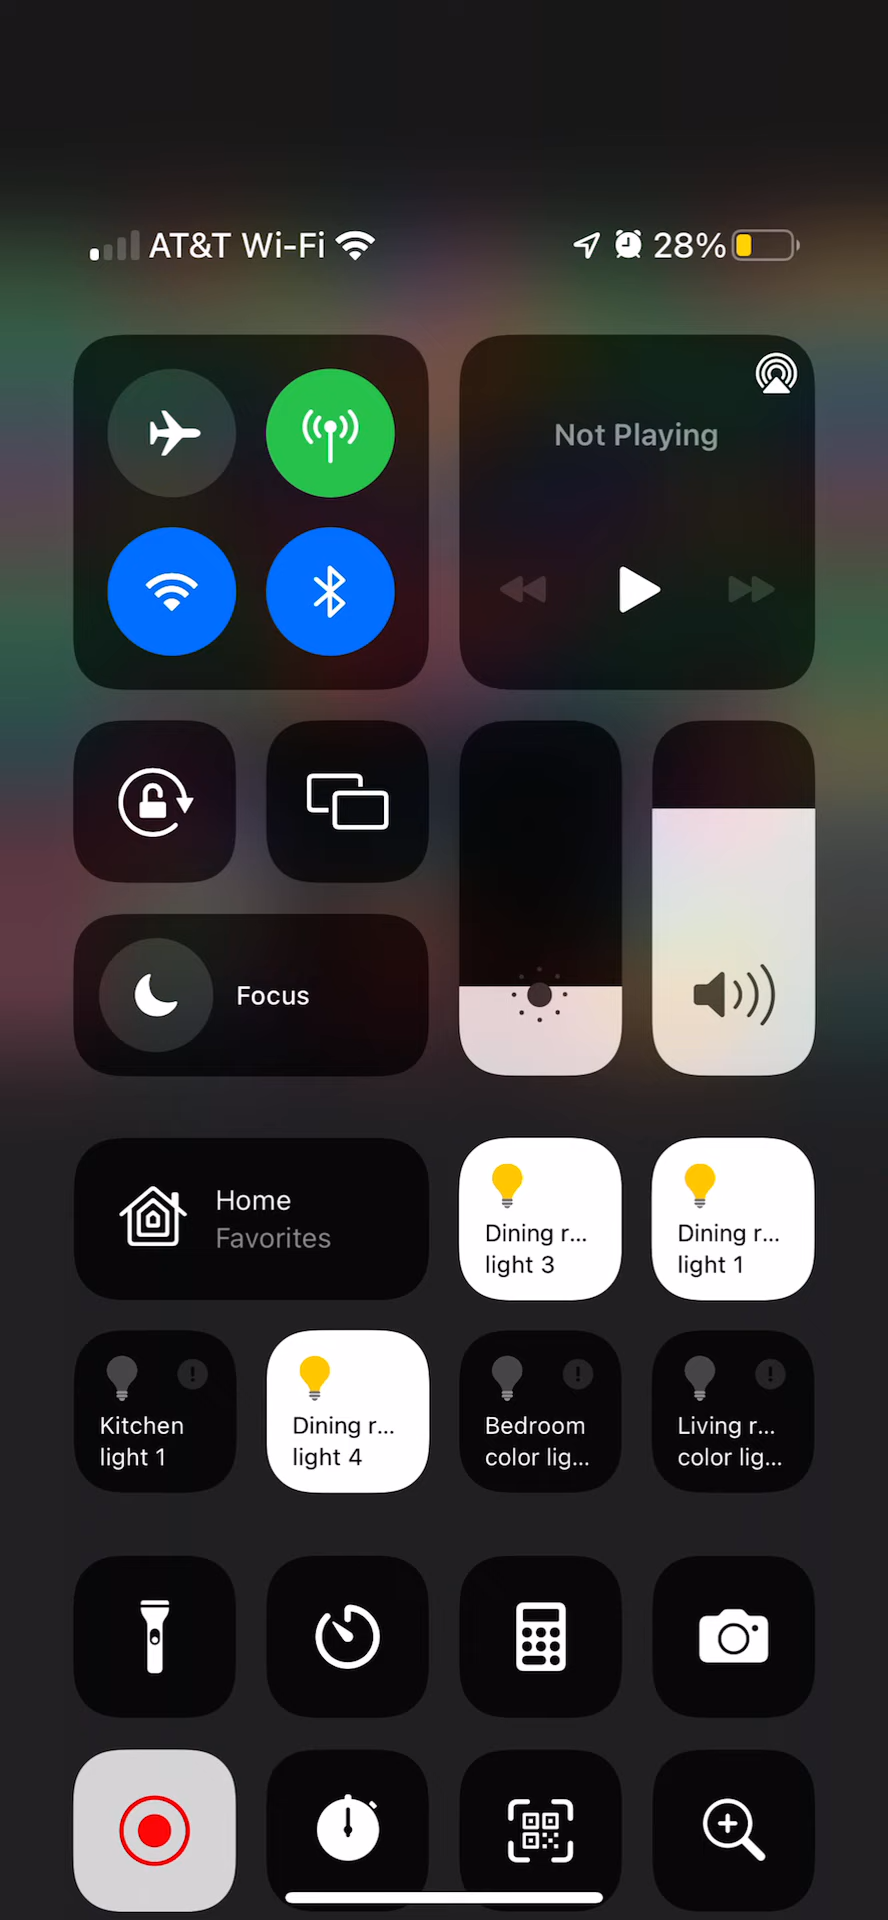 AT&T Wi-Fi
28%
Not Playing
Focus
Home
Favorites
Dining r...
light 3
Dining r...
light 1
Kitchen
light 1
Dining r...
light 4
Bedroom
color lig...
Living r...
color lig...